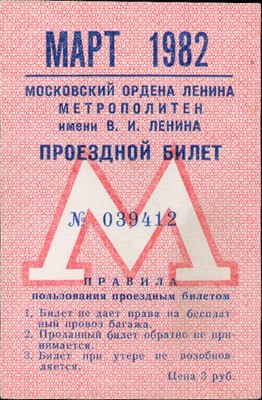 МАРТ 1982
МОСКОВСКИЙ ОРДЕНА ЛЕНИНА
МЕТРОПОЛИТЕН
имени В. И. ЛЕНИНА
ПРОЕЗДНОЙ БИЛЕТ
М
№ 039412
ПРАВИЛА
пользования проездным билетом
1. Билет не дает права на бесплат
ный провоз багажа.
2. Проданный билет обратно не при-
нимается.
3. Билет при утере не возобнов-
ляется.
Цена 3 руб.